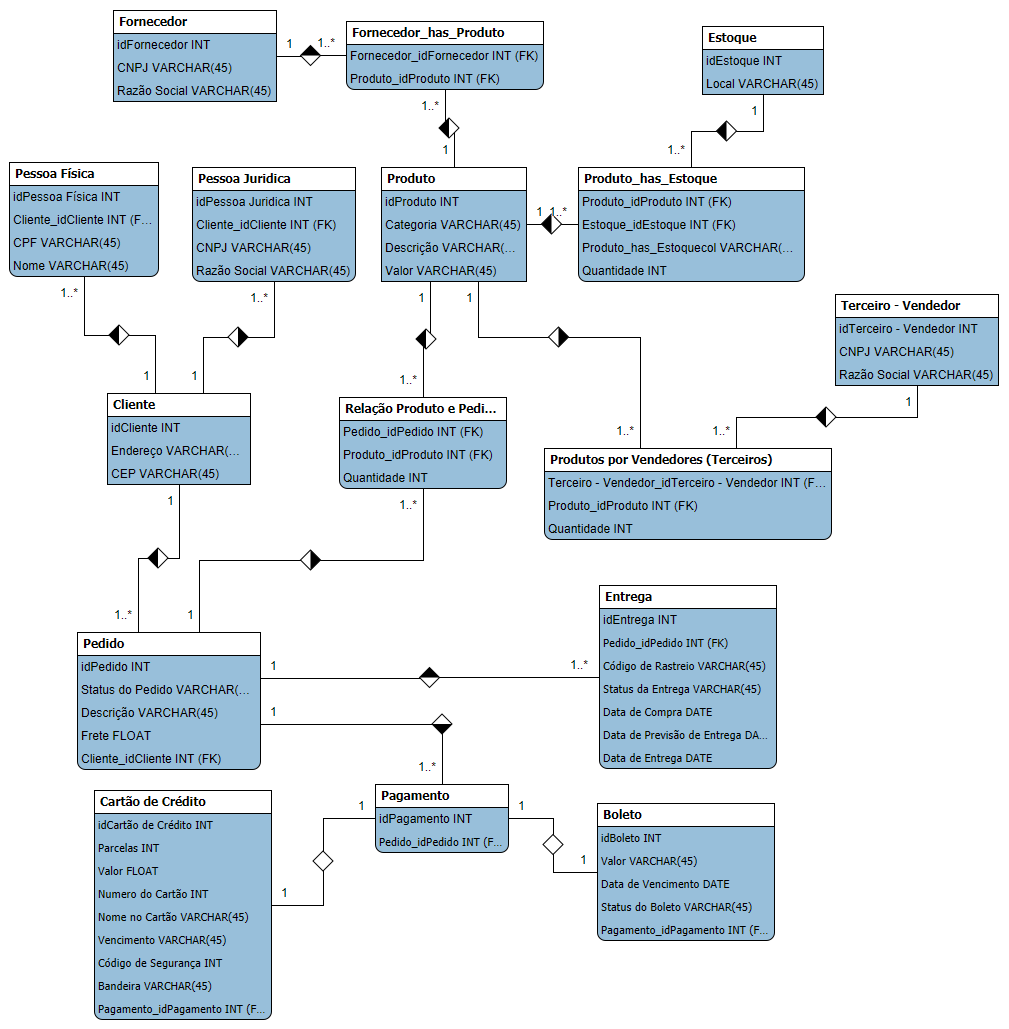 Fornecedor
idFornecedor INT
CNPJ VARCHAR(45)
Razão Social VARCHAR(45)
1
1..*
Fornecedor_has_Produto
Fornecedor_idFornecedor INT (FK)
Produto_idProduto INT (FK)
Estoque
idEstoque INT
Local VARCHAR(45)
1..*
1
1
1..*
Pessoa Física
idPessoa Física INT
Cliente_idCliente INT (F...
CPF VARCHAR(45)
Nome VARCHAR(45)
Pessoa Juridica
idPessoa Juridica INT
Cliente_idCliente INT (FK)
CNPJ VARCHAR(45)
Razão Social VARCHAR(45)
Produto
idProduto INT
Categoria VARCHAR(45)
Descrição VARCHAR(...
Valor VARCHAR(45)
1
1..*
Produto_has_Estoque
Produto_idProduto INT (FK)
Estoque_idEstoque INT (FK)
Produto_has_Estoquecol VARCHAR(...
Quantidade INT
1..*
1..*
1
1
Terceiro - Vendedor
idTerceiro - Vendedor INT
CNPJ VARCHAR(45)
Razão Social VARCHAR(45)
1
1
1..*
1
Cliente
idCliente INT
Endereço VARCHAR(...
CEP VARCHAR(45)
Relação Produto e Pedi...
Pedido_idPedido INT (FK)
Produto_idProduto INT (FK)
Quantidade INT
1..*
1..*
Produtos por Vendedores (Terceiros)
Terceiro - Vendedor_idTerceiro - Vendedor INT (F...
Produto_idProduto INT (FK)
Quantidade INT
1
1..*
1..*
1
Pedido
idPedido INT
Status do Pedido VARCHAR(...
Descrição VARCHAR(45)
Frete FLOAT
Cliente_idCliente INT (FK)
1
1..*
Entrega
idEntrega INT
Pedido_idPedido INT (FK)
Código de Rastreio VARCHAR(45)
Status da Entrega VARCHAR(45)
Data de Compra DATE
Data de Previsão de Entrega DA...
Data de Entrega DATE
1
1..*
Cartão de Crédito
idCartão de Crédito INT
Parcelas INT
Valor FLOAT
Numero do Cartão INT
Nome no Cartão VARCHAR(45)
Vencimento VARCHAR(45)
Código de Segurança INT
Bandeira VARCHAR(45)
Pagamento_idPagamento INT (F...
1
1
Pagamento
idPagamento INT
Pedido_idPedido INT (F...
1
1
Boleto
idBoleto INT
Valor VARCHAR(45)
Data de Vencimento DATE
Status do Boleto VARCHAR(45)
Pagamento_idPagamento INT (F...